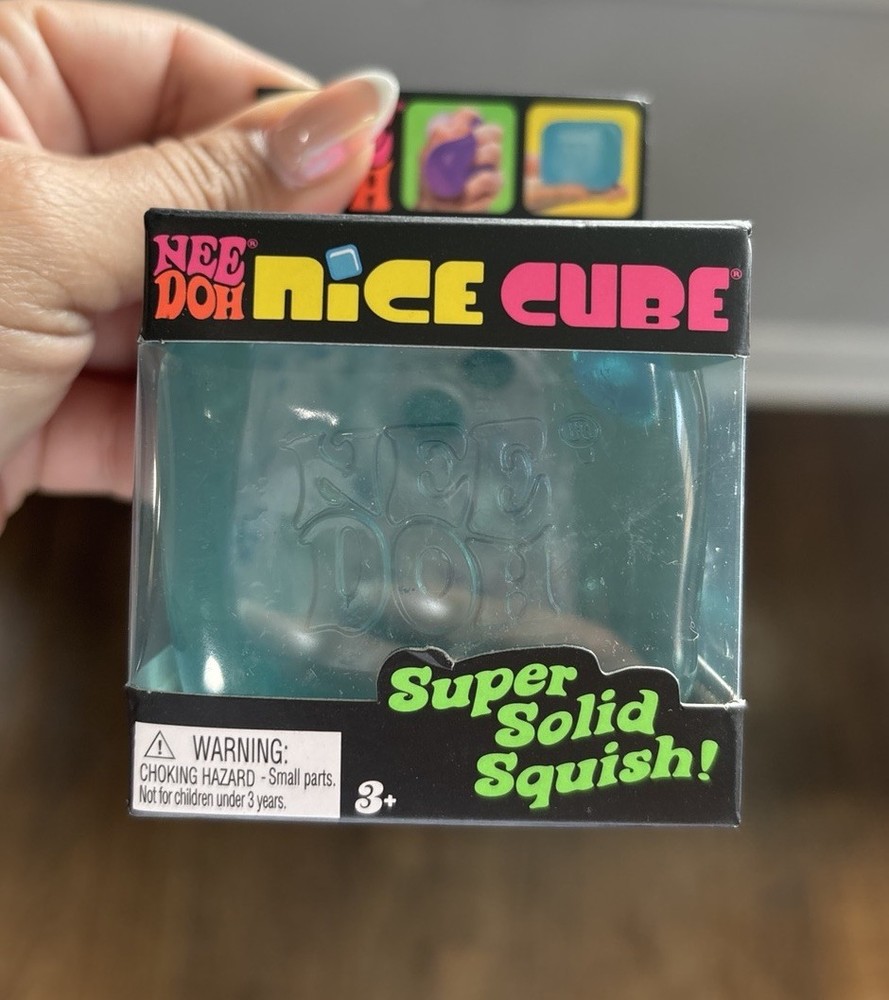 NEE® DOH NiCE CUBE®
NEE®
DOH
Super
Solid
Squish!
⚠ WARNING:
CHOKING HAZARD - Small parts.
Not for children under 3 years.
3+